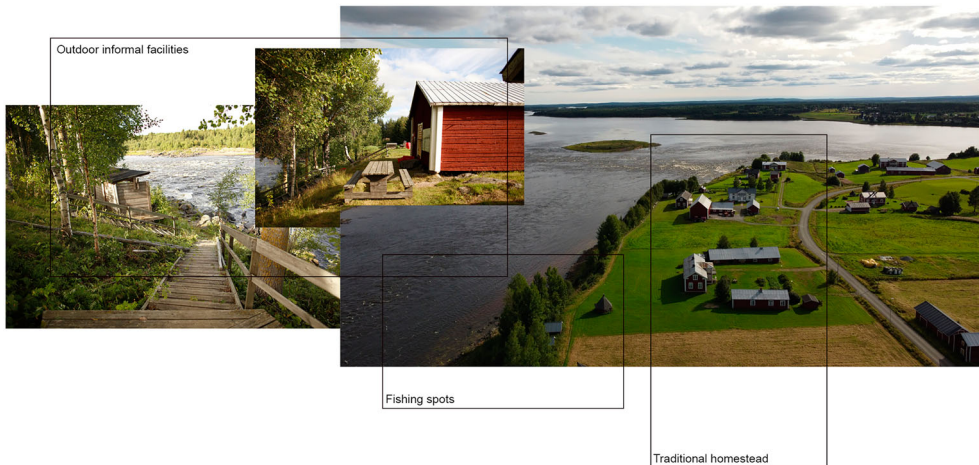 Outdoor informal facilities
Fishing spots
Traditional homestead